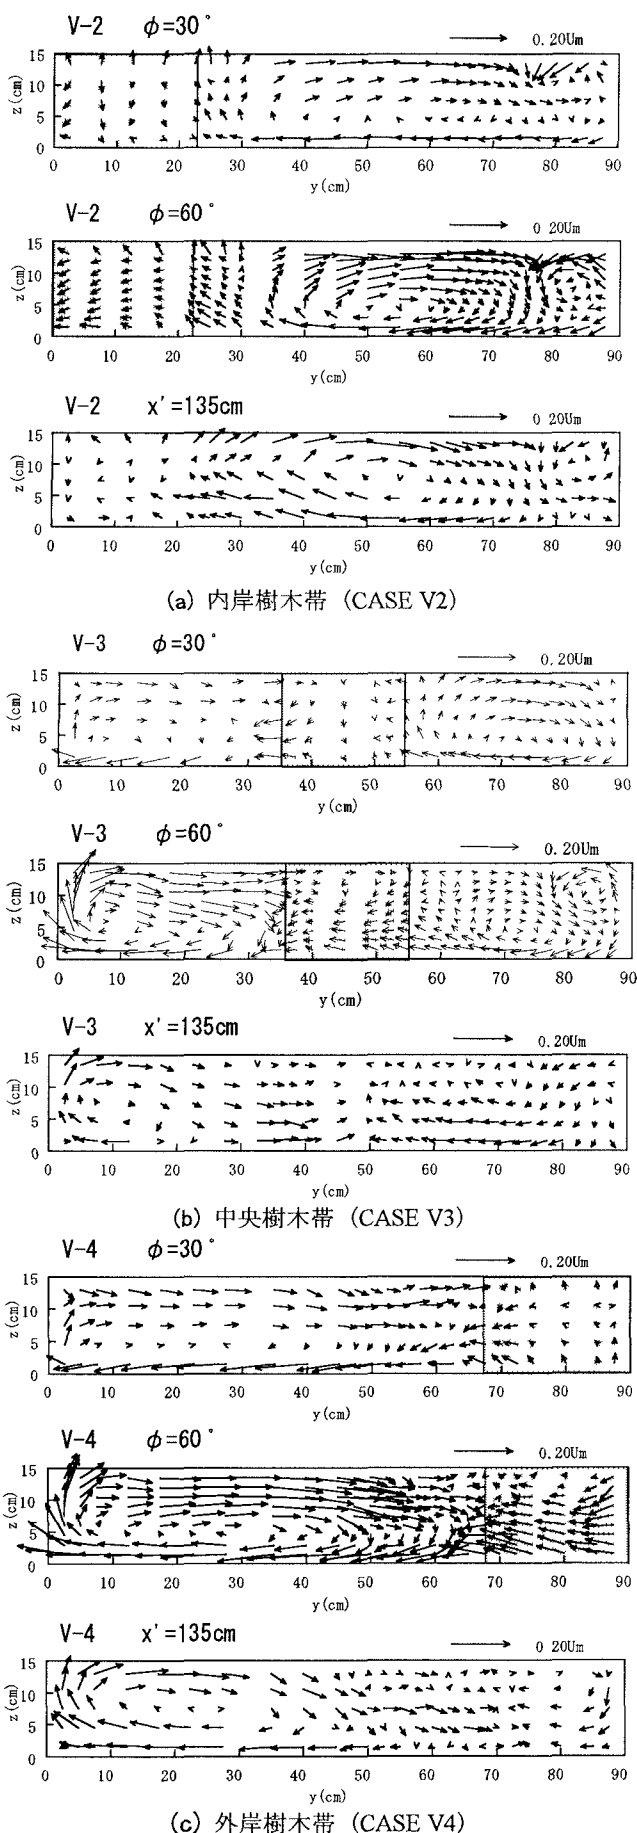 V-2 φ=30°
0.20Um
15
10
5
0
z(cm)
0 10 20 30 40 50 60 70 80 90
y(cm)
V-2 φ=60°
0 20Um
15
10
5
0
z(cm)
0 10 20 30 40 50 60 70 80 90
y(cm)
V-2 x'=135cm
0 20Um
15
10
5
0
z(cm)
0 10 20 30 40 50 60 70 80 90
y(cm)
(a) 内岸樹木帯 (CASE V2)
V-3 φ=30°
0.20Um
15
10
5
0
z(cm)
0 10 20 30 40 50 60 70 80 90
y(cm)
V-3 φ=60°
0.20Um
15
10
5
0
z(cm)
0 10 20 30 40 50 60 70 80 90
y(cm)
V-3 x'=135cm
0.20Um
15
10
5
0
z(cm)
0 10 20 30 40 50 60 70 80 90
y(cm)
(b) 中央樹木帯 (CASE V3)
V-4 φ=30°
0.20Um
15
10
5
0
z(cm)
0 10 20 30 40 50 60 70 80 90
y(cm)
V-4 φ=60°
0.20Um
15
10
5
0
z(cm)
0 10 20 30 40 50 60 70 80 90
y(cm)
V-4 x'=135cm
0 20Um
15
10
5
0
z(cm)
0 10 20 30 40 50 60 70 80 90
y(cm)
(c) 外岸樹木帯 (CASE V4)